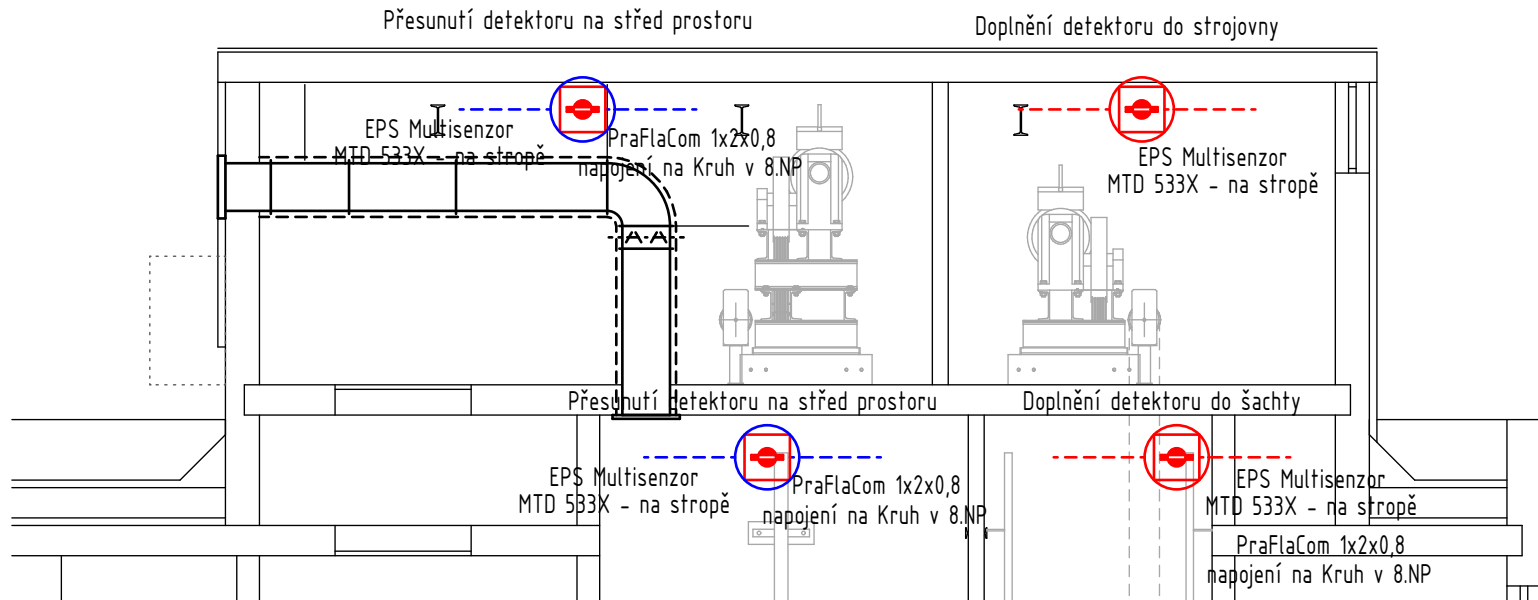 Přesunutí detektoru na střed prostoru
Doplnění detektoru do strojovny
EPS Multisenzor
MTD 533X - na stropě
PraFlaCom 1x2x0,8
napojení na Kruh v 8.NP
EPS Multisenzor
MTD 533X - na stropě
Přesunutí detektoru na střed prostoru
Doplnění detektoru do šachty
EPS Multisenzor
MTD 533X - na stropě
PraFlaCom 1x2x0,8
napojení na Kruh v 8.NP
EPS Multisenzor
MTD 533X - na stropě
PraFlaCom 1x2x0,8
napojení na Kruh v 8.NP